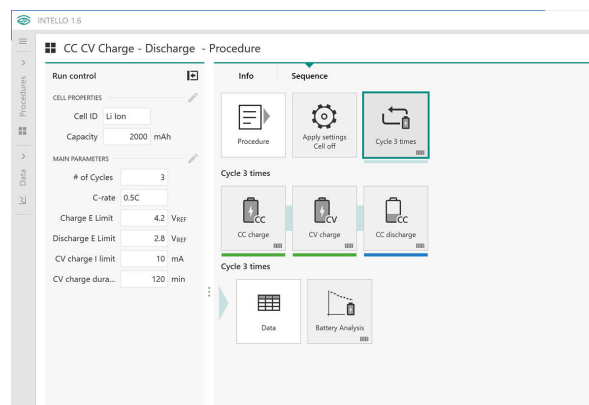 INTELLO 1.6
CC CV Charge - Discharge - Procedure
Procedures
Data
Run control
CELL PROPERTIES
Cell ID Li Ion
Capacity 2000 mAh
MAIN PARAMETERS
# of Cycles 3
C-rate 0.5C
Charge E Limit 4.2 VREF
Discharge E Limit 2.8 VREF
CV charge I limit 10 mA
CV charge dura... 120 min
Info Sequence
Procedure
Apply settings
Cell off
Cycle 3 times
Cycle 3 times
CC
CV
CC
CC charge
CV charge
CC discharge
Cycle 3 times
Data
Battery Analysis